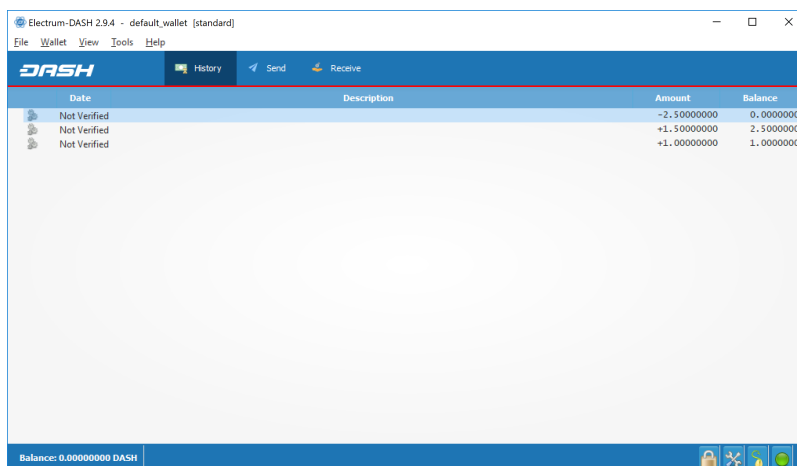 Electrum-DASH 2.9.4 - default_wallet [standard]
File Wallet View Tools Help
DASH History Send Receive
Date Description Amount Balance
Not Verified -2.50000000 0.0000000
Not Verified +1.50000000 2.5000000
Not Verified +1.00000000 1.0000000
Balance: 0.00000000 DASH